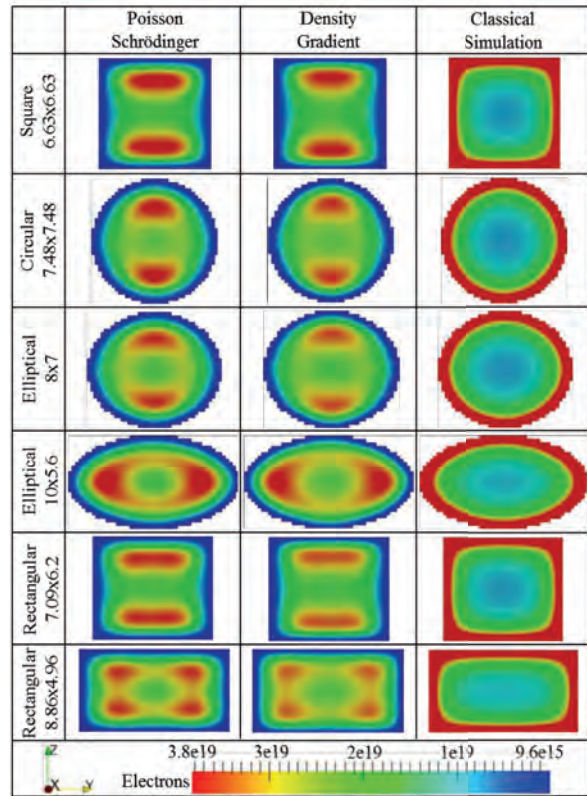 Poisson
Schrödinger
Density
Gradient
Classical
Simulation
Square
6.63x6.63
Circular
7.48x7.48
Elliptical
8x7
Elliptical
10x5.6
Rectangular
7.09x6.2
Rectangular
8.86x4.96
Z
X
Y
3.8e19
3e19
2e19
1e19
9.6e15
Electrons